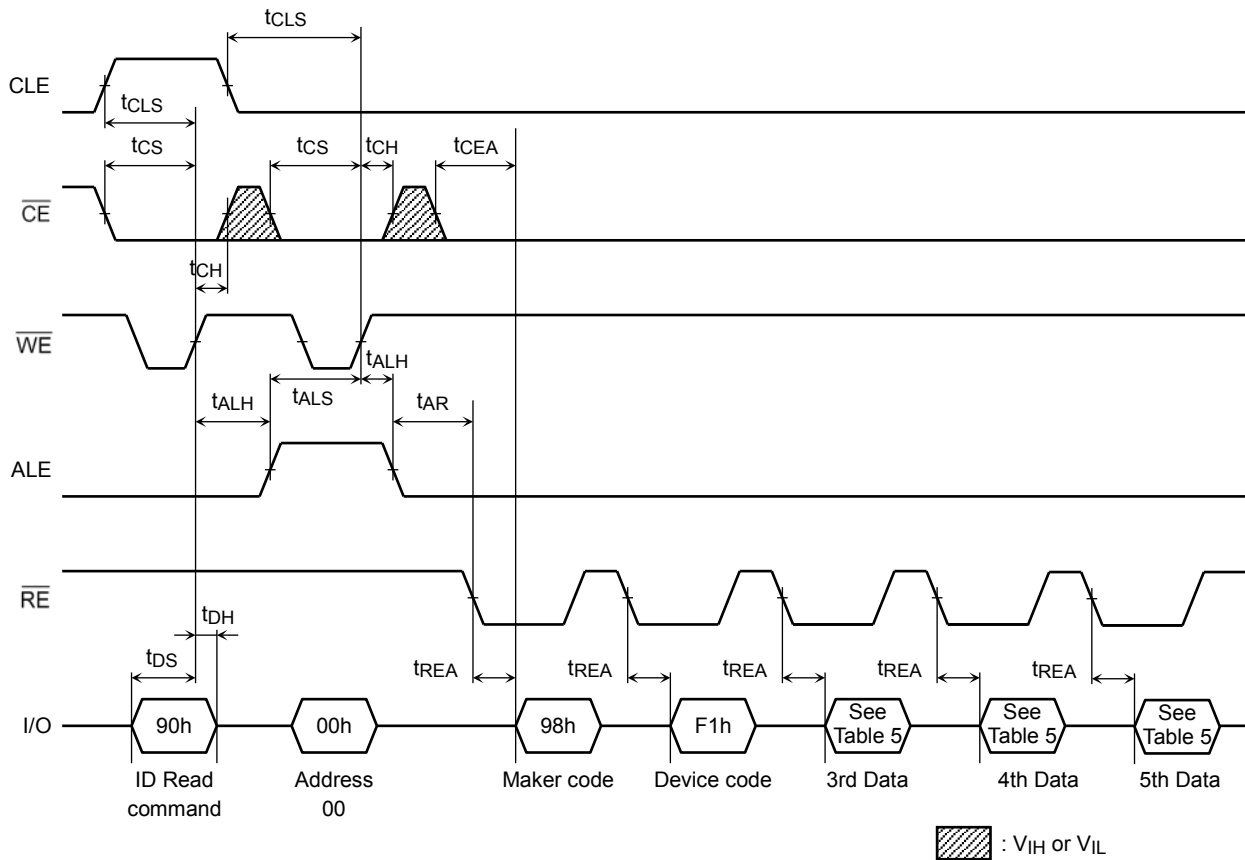 tCLS
CLE
tCLS
tCS
tCS
tCH
tCEA
CE
tCH
WE
tALH
tALH
tALS
tAR
ALE
RE
tDH
tDS
tREA
tREA
tREA
tREA
tREA
I/O
90h
00h
98h
F1h
See
Table 5
See
Table 5
See
Table 5
ID Read
command
Address
00
Maker code
Device code
3rd Data
4th Data
5th Data
: VIH or VIL